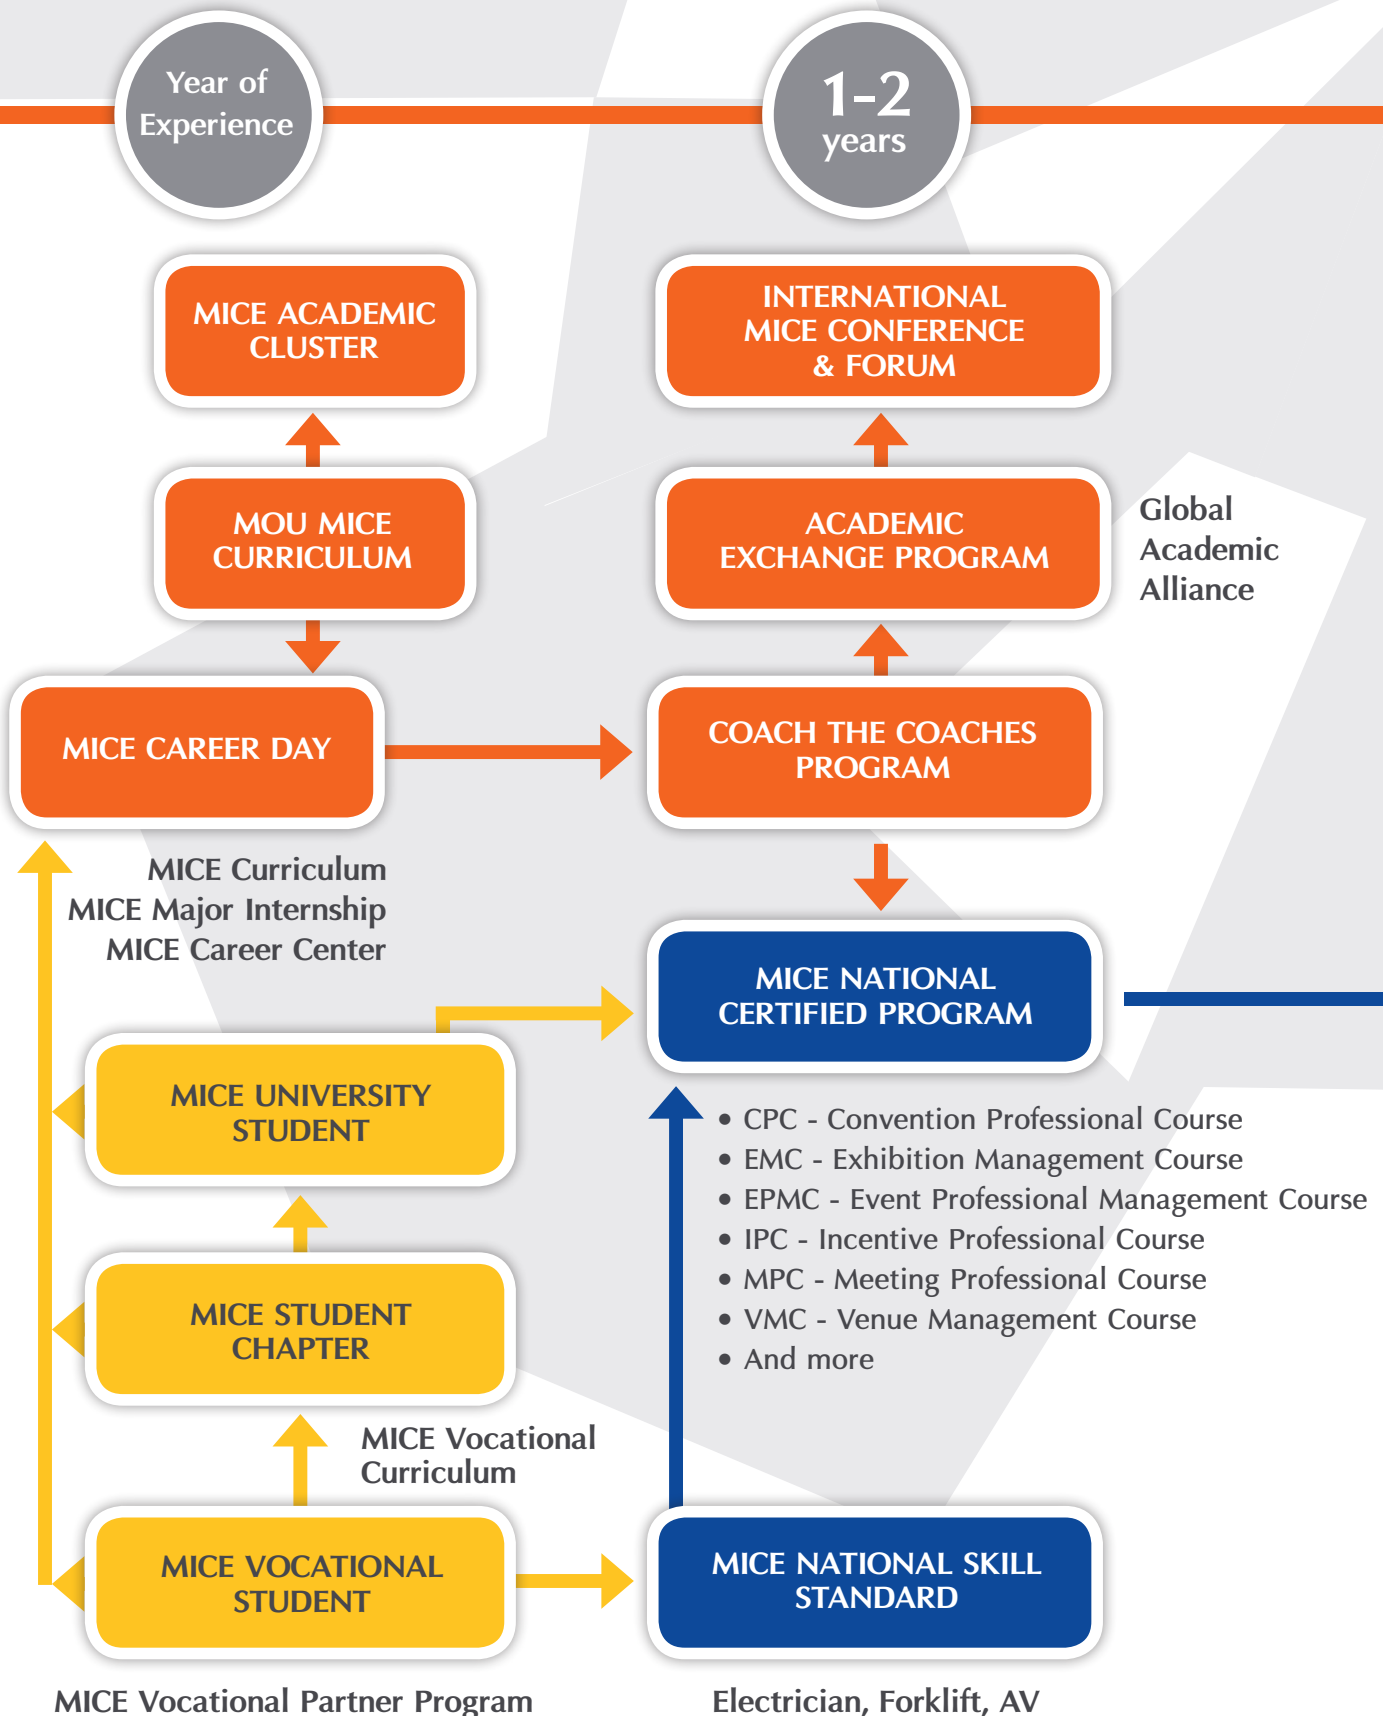 Year of
Experience
1-2
years
MICE ACADEMIC
CLUSTER
INTERNATIONAL
MICE CONFERENCE
& FORUM
MOU MICE
CURRICULUM
ACADEMIC
EXCHANGE PROGRAM
Global
Academic
Alliance
MICE CAREER DAY
COACH THE COACHES
PROGRAM
MICE Curriculum
MICE Major Internship
MICE Career Center
MICE NATIONAL
CERTIFIED PROGRAM
MICE UNIVERSITY
STUDENT
• CPC - Convention Professional Course
• EMC - Exhibition Management Course
• EPMC - Event Professional Management Course
• IPC - Incentive Professional Course
• MPC - Meeting Professional Course
• VMC - Venue Management Course
• And more
MICE STUDENT
CHAPTER
MICE Vocational
Curriculum
MICE VOCATIONAL
STUDENT
MICE NATIONAL SKILL
STANDARD
MICE Vocational Partner Program
Electrician, Forklift, AV